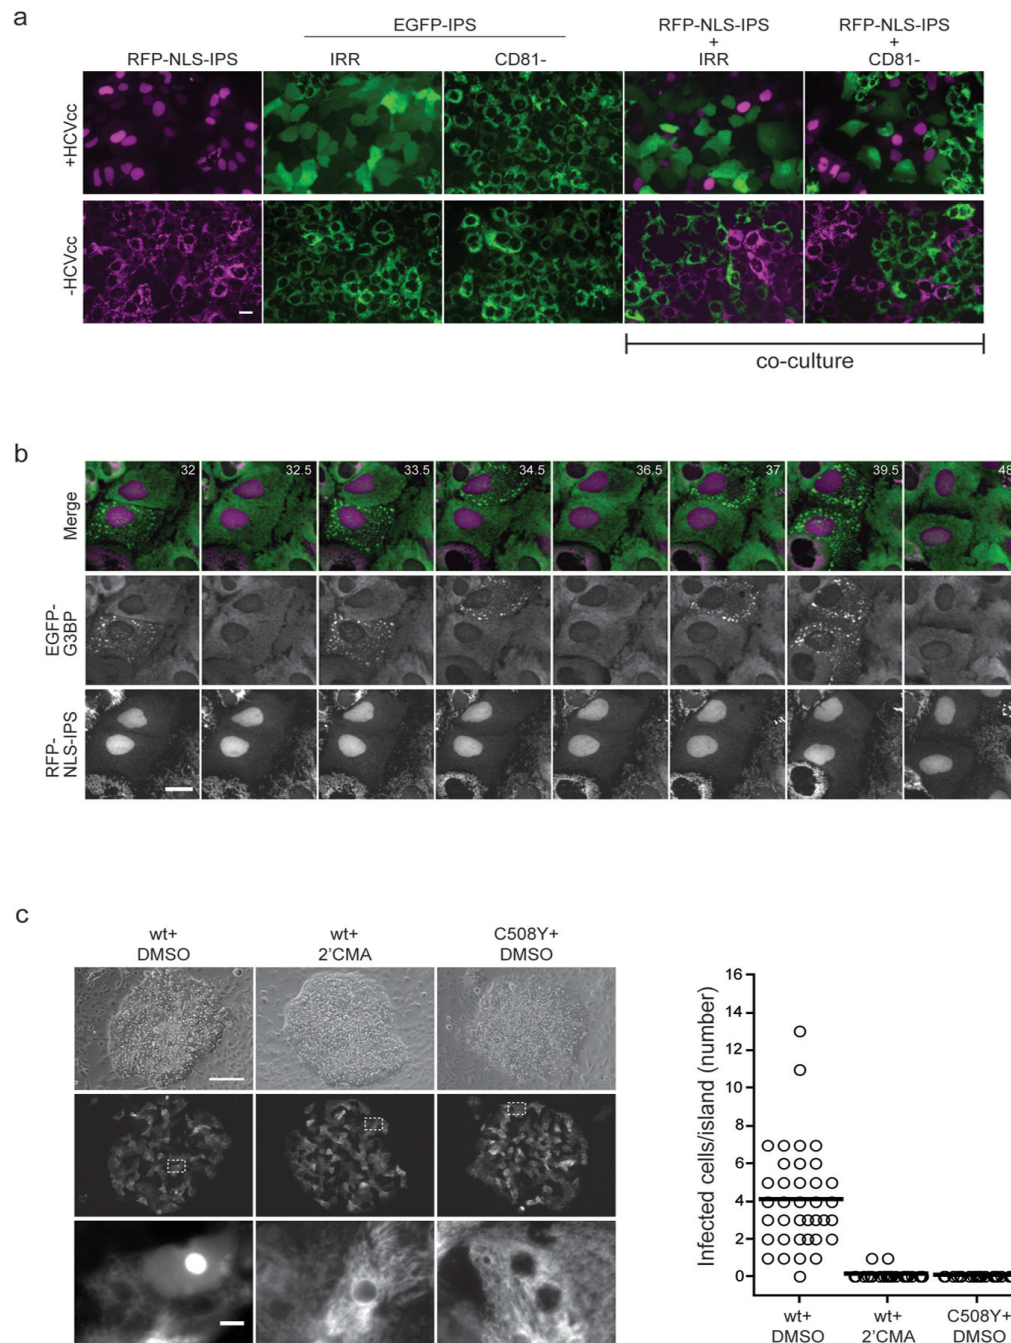 a
EGFP-IPS
RFP-NLS-IPS
+
IRR
RFP-NLS-IPS
+
CD81-
RFP-NLS-IPS
IRR
CD81-
+HCVcc
-HCVcc
co-culture
b
32
32.5
33.5
34.5
36.5
37
39.5
48
Merge
EGFP-
G3BP
RFP-
NLS-IPS
c
wt+
DMSO
wt+
2'CMA
C508Y+
DMSO
Infected cells/island (number)
16
14
12
10
8
6
4
2
0
wt+
DMSO
wt+
2'CMA
C508Y+
DMSO